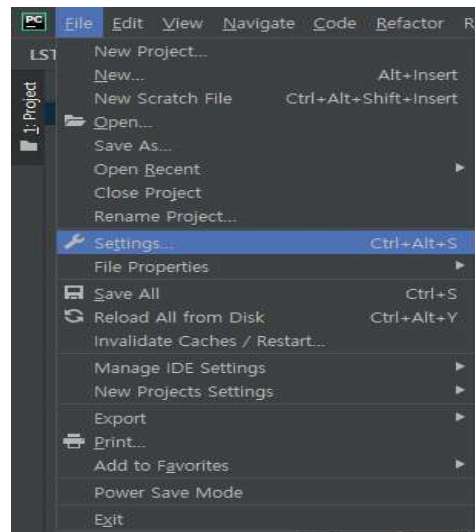 PC File Edit View Navigate Code Refactor R
LST
1: Project
New Project...
New... Alt+Insert
New Scratch File Ctrl+Alt+Shift+Insert
Open...
Save As...
Open Recent
Close Project
Rename Project...
Settings... Ctrl+Alt+S
File Properties
Save All Ctrl+S
Reload All from Disk Ctrl+Alt+Y
Invalidate Caches / Restart...
Manage IDE Settings
New Projects Settings
Export
Print...
Add to Favorites
Power Save Mode
Exit